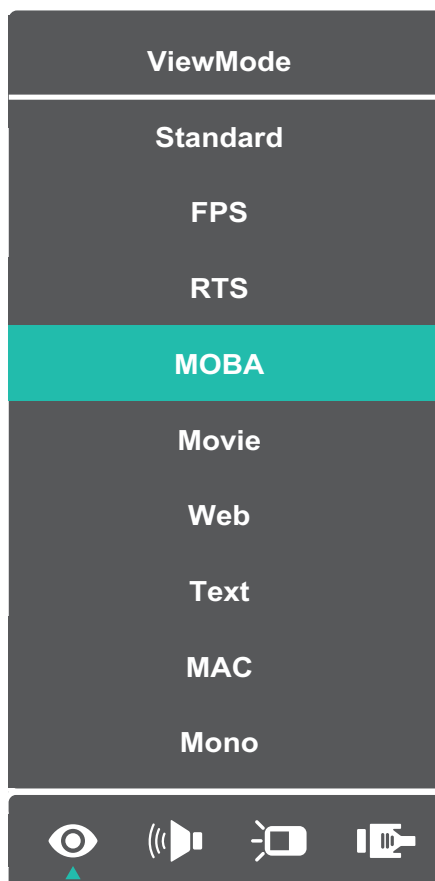 ViewMode
Standard
FPS
RTS
MOBA
Movie
Web
Text
MAC
Mono